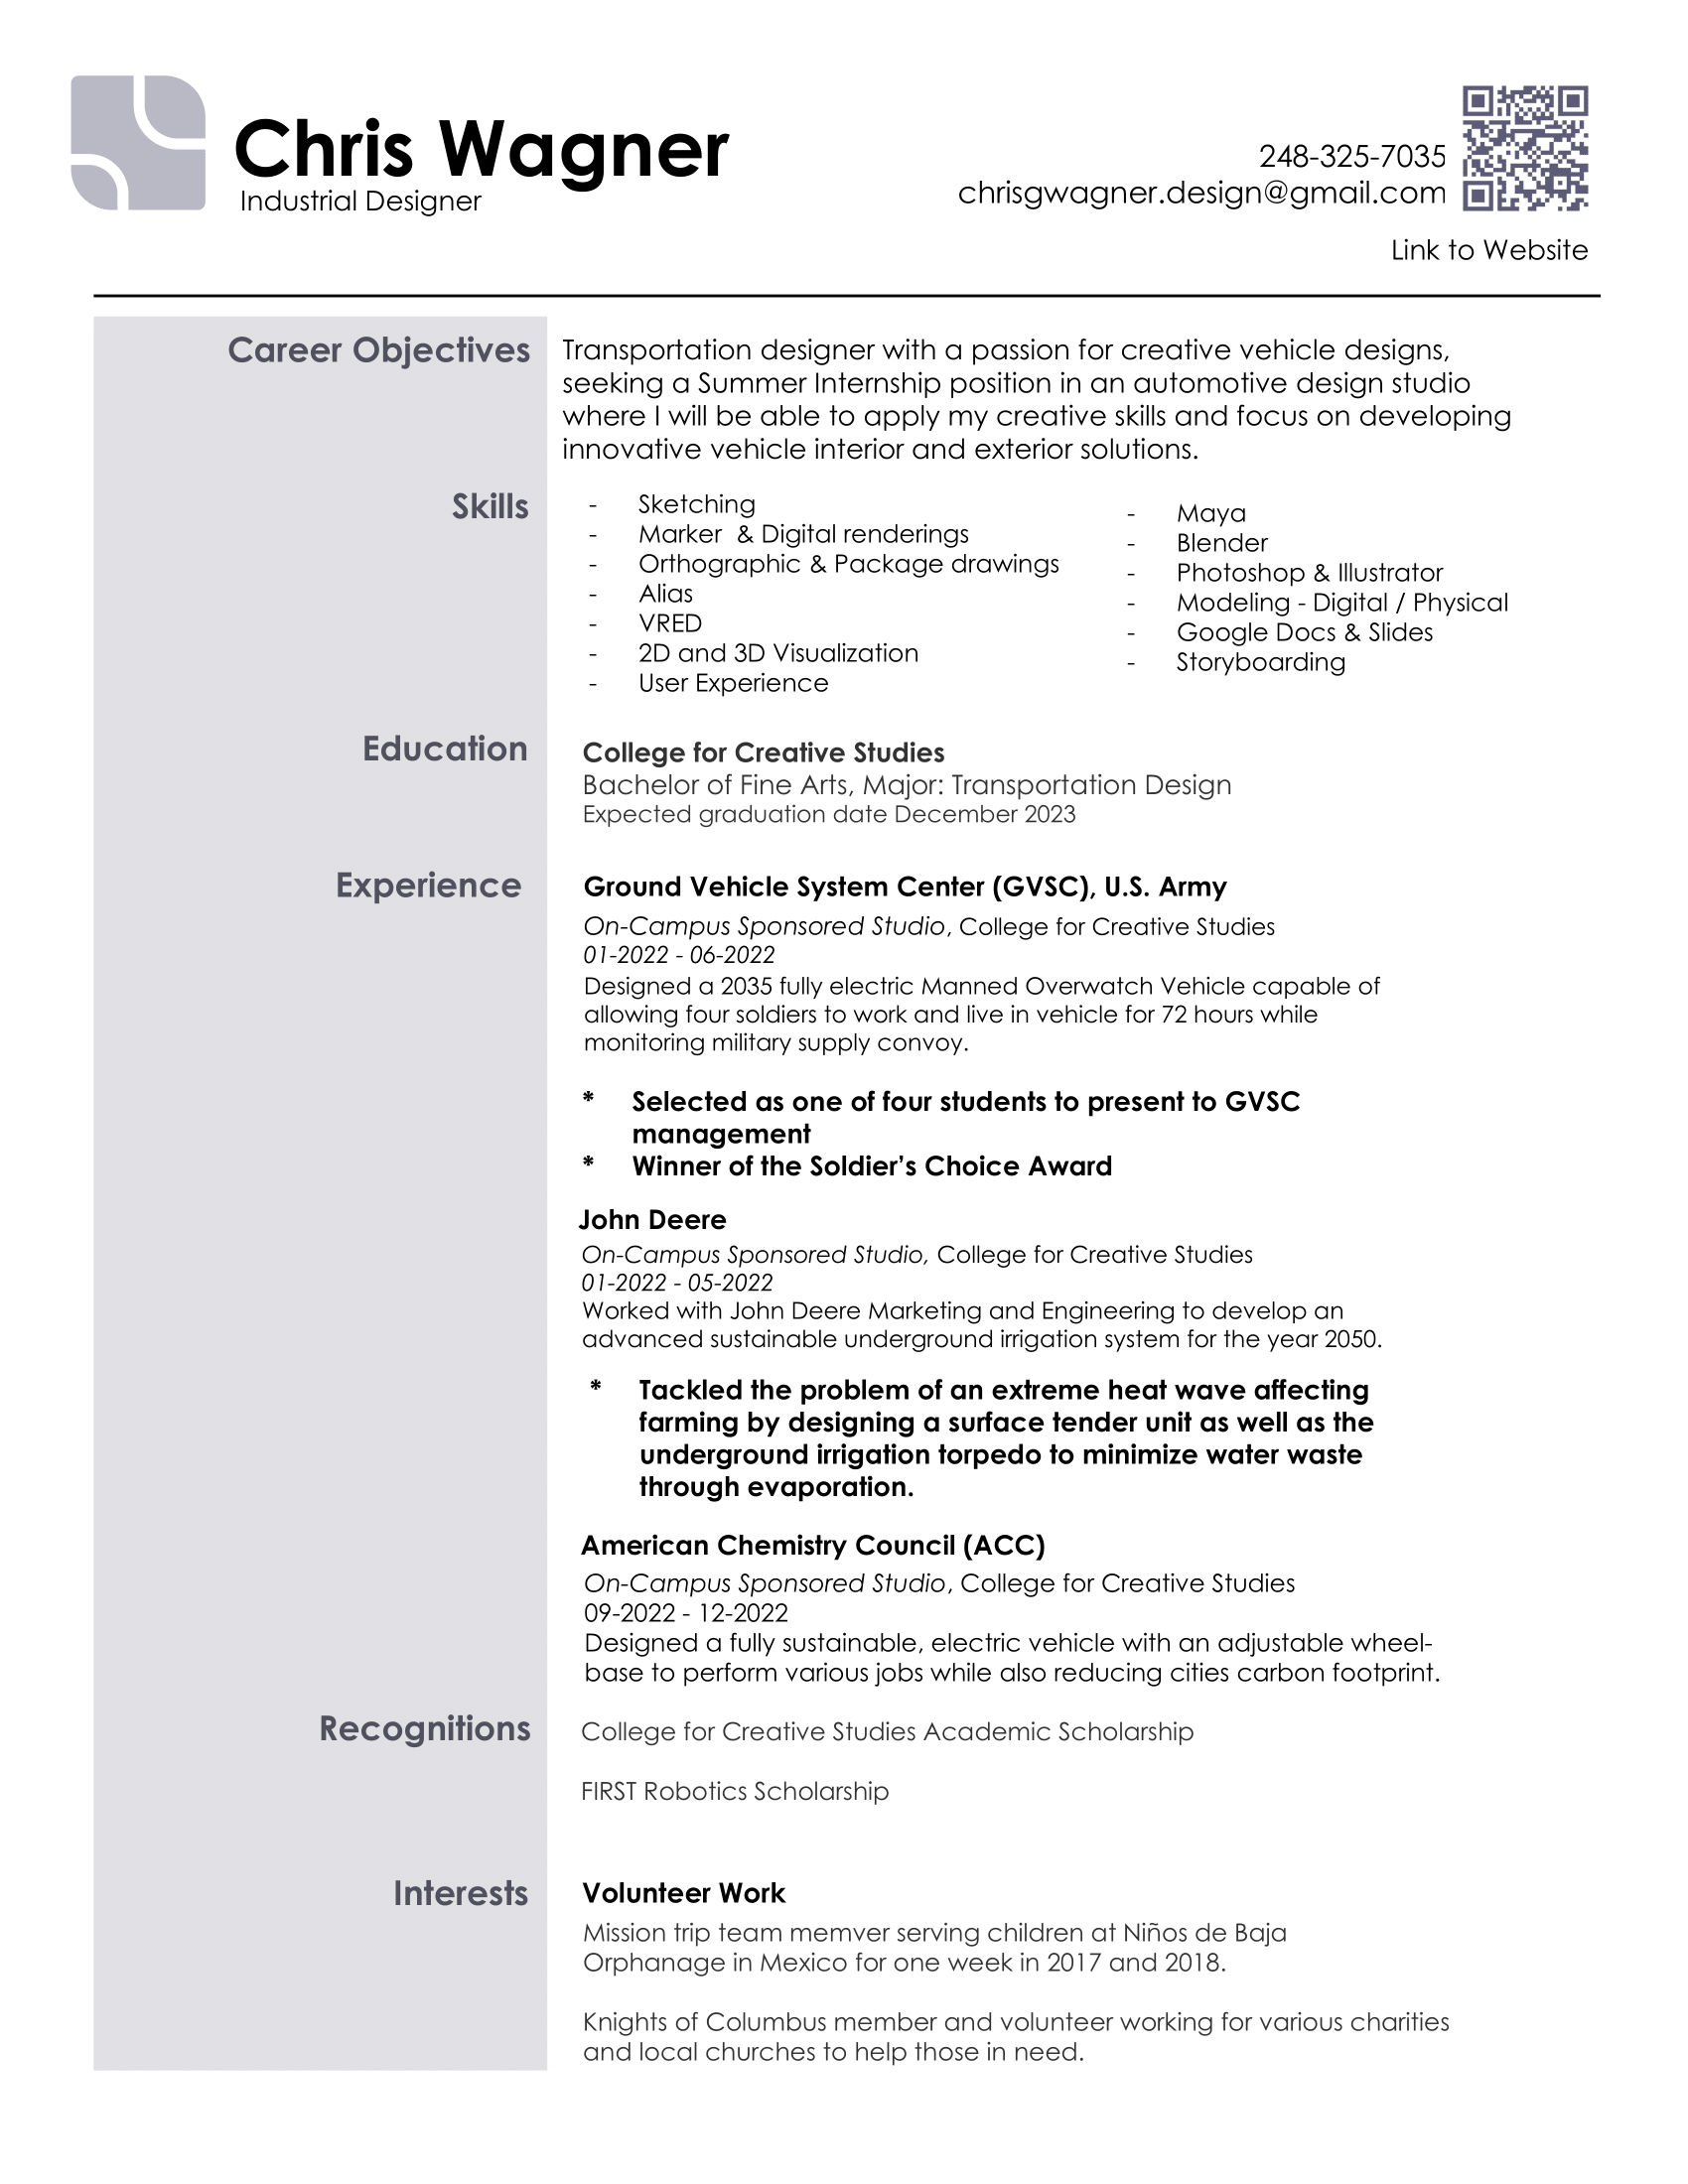 Chris Wagner
Industrial Designer
248-325-7035
chrisgwagner.design@gmail.com
Link to Website
Career Objectives
Transportation designer with a passion for creative vehicle designs,
seeking a Summer Internship position in an automotive design studio
where I will be able to apply my creative skills and focus on developing
innovative vehicle interior and exterior solutions.
Skills
- Sketching
- Marker & Digital renderings
- Orthographic & Package drawings
- Alias
- VRED
- 2D and 3D Visualization
- User Experience
- Maya
- Blender
- Photoshop & Illustrator
- Modeling - Digital / Physical
- Google Docs & Slides
- Storyboarding
Education
College for Creative Studies
Bachelor of Fine Arts, Major: Transportation Design
Expected graduation date December 2023
Experience
Ground Vehicle System Center (GVSC), U.S. Army
On-Campus Sponsored Studio, College for Creative Studies
01-2022 - 06-2022
Designed a 2035 fully electric Manned Overwatch Vehicle capable of
allowing four soldiers to work and live in vehicle for 72 hours while
monitoring military supply convoy.
* Selected as one of four students to present to GVSC
management
* Winner of the Soldier’s Choice Award
John Deere
On-Campus Sponsored Studio, College for Creative Studies
01-2022 - 05-2022
Worked with John Deere Marketing and Engineering to develop an
advanced sustainable underground irrigation system for the year 2050.
* Tackled the problem of an extreme heat wave affecting
farming by designing a surface tender unit as well as the
underground irrigation torpedo to minimize water waste
through evaporation.
American Chemistry Council (ACC)
On-Campus Sponsored Studio, College for Creative Studies
09-2022 - 12-2022
Designed a fully sustainable, electric vehicle with an adjustable wheel-
base to perform various jobs while also reducing cities carbon footprint.
Recognitions
College for Creative Studies Academic Scholarship
FIRST Robotics Scholarship
Interests
Volunteer Work
Mission trip team memver serving children at Niños de Baja
Orphanage in Mexico for one week in 2017 and 2018.
Knights of Columbus member and volunteer working for various charities
and local churches to help those in need.